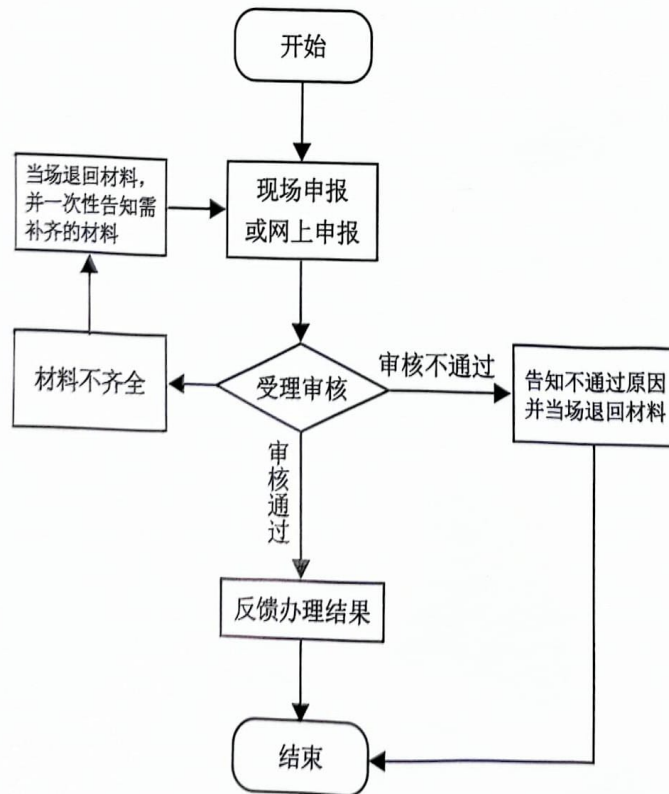 开始
当场退回材料，
并一次性告知需
补齐的材料
现场申报
或网上申报
材料不齐全
受理审核
审核不通过
告知不通过原因
并当场退回材料
审核通过
反馈办理结果
结束